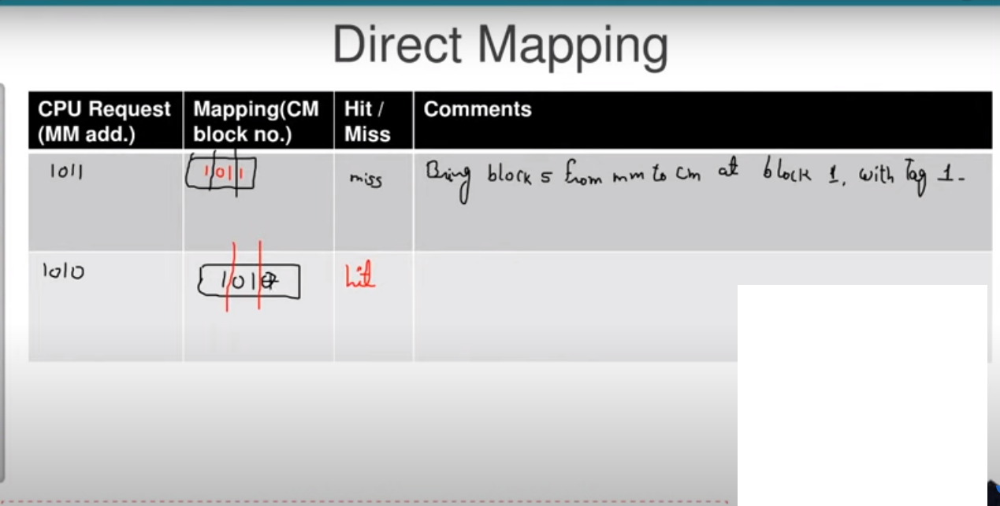 Direct Mapping
CPU Request (MM add.) Mapping(CM block no.) Hit / Miss Comments
1011 1011 miss Bring block 5 from mm to cm at block 1, with Tag 1.
1010 1010 hit